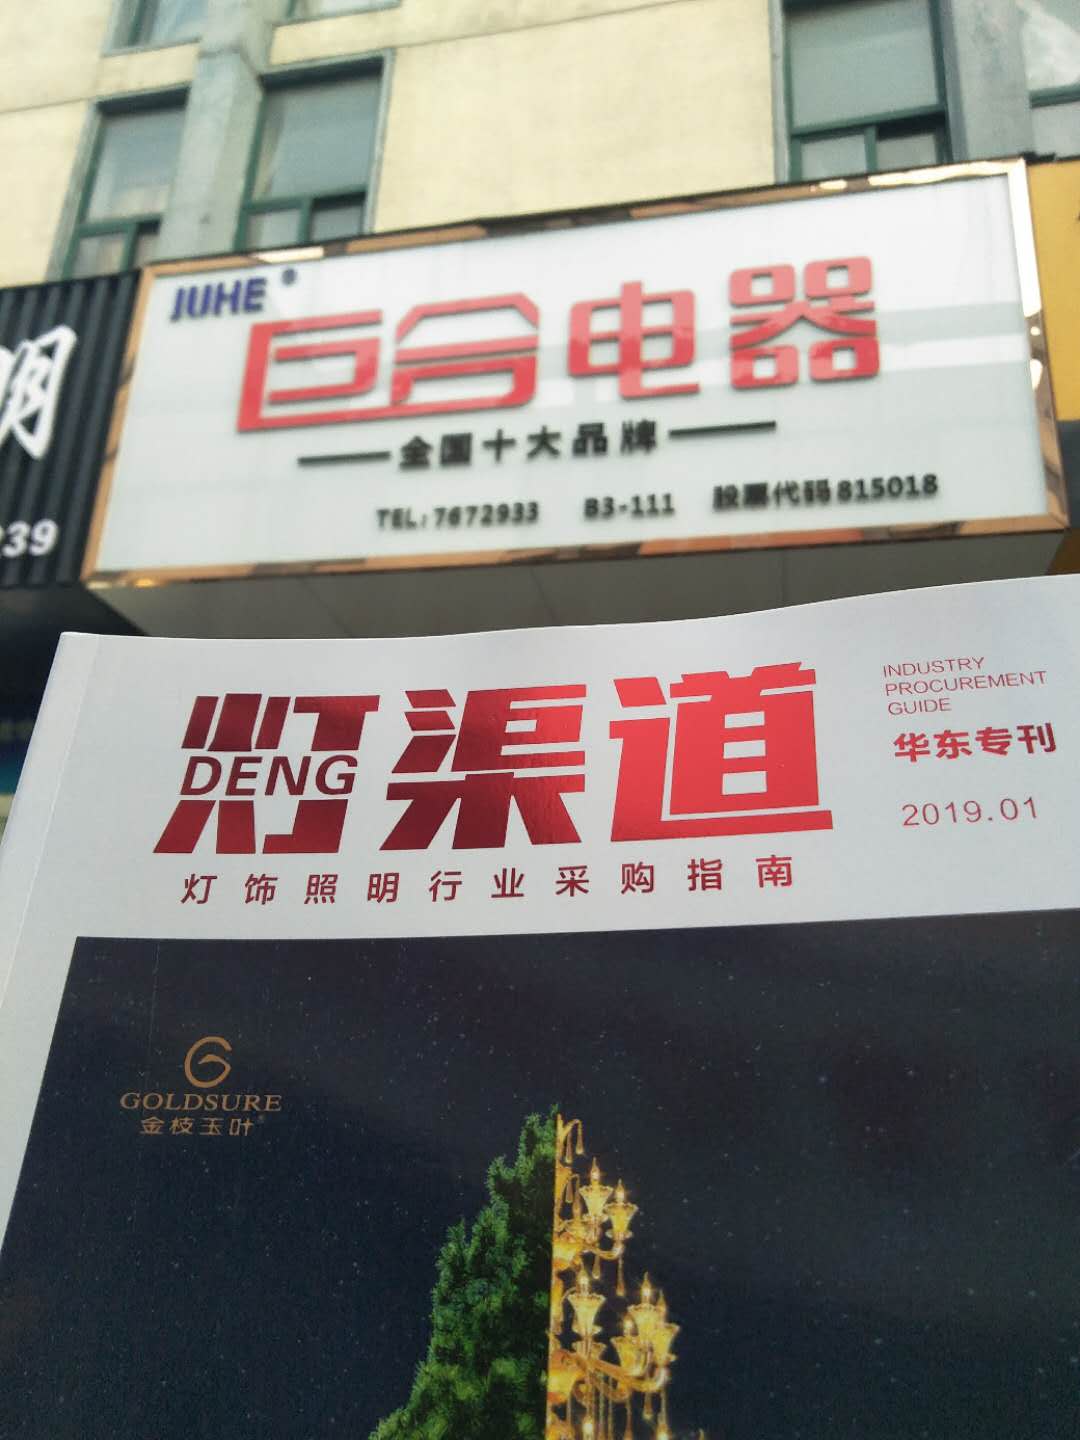 明
239
JUHE®
巨合电器
全国十大品牌
TEL:7672933 B3-111 股票代码815018
灯渠道
DENG
灯饰照明行业采购指南
INDUSTRY
PROCUREMENT
GUIDE
华东专刊
2019.01
GOLDSURE
金枝玉叶